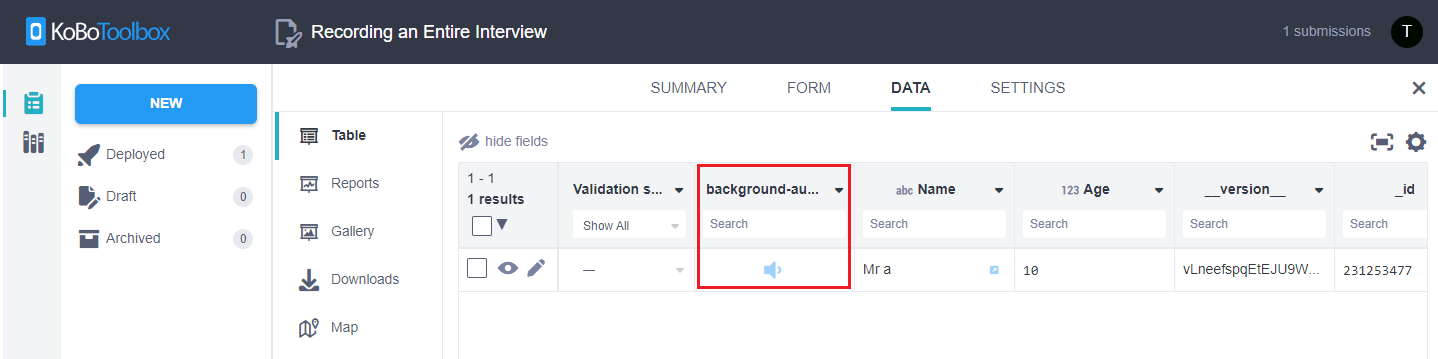 KoBoToolbox
Recording an Entire Interview
1 submissions
T
SUMMARY
FORM
DATA
SETTINGS
NEW
Deployed
1
Draft
0
Archived
0
Table
Reports
Gallery
Downloads
Map
hide fields
1 - 1
1 results
Validation s...
Show All
background-au...
Search
abc Name
Search
123 Age
Search
__version__
Search
_id
Search
—
Mr a
10
vLneefspqEtEJU9W...
231253477